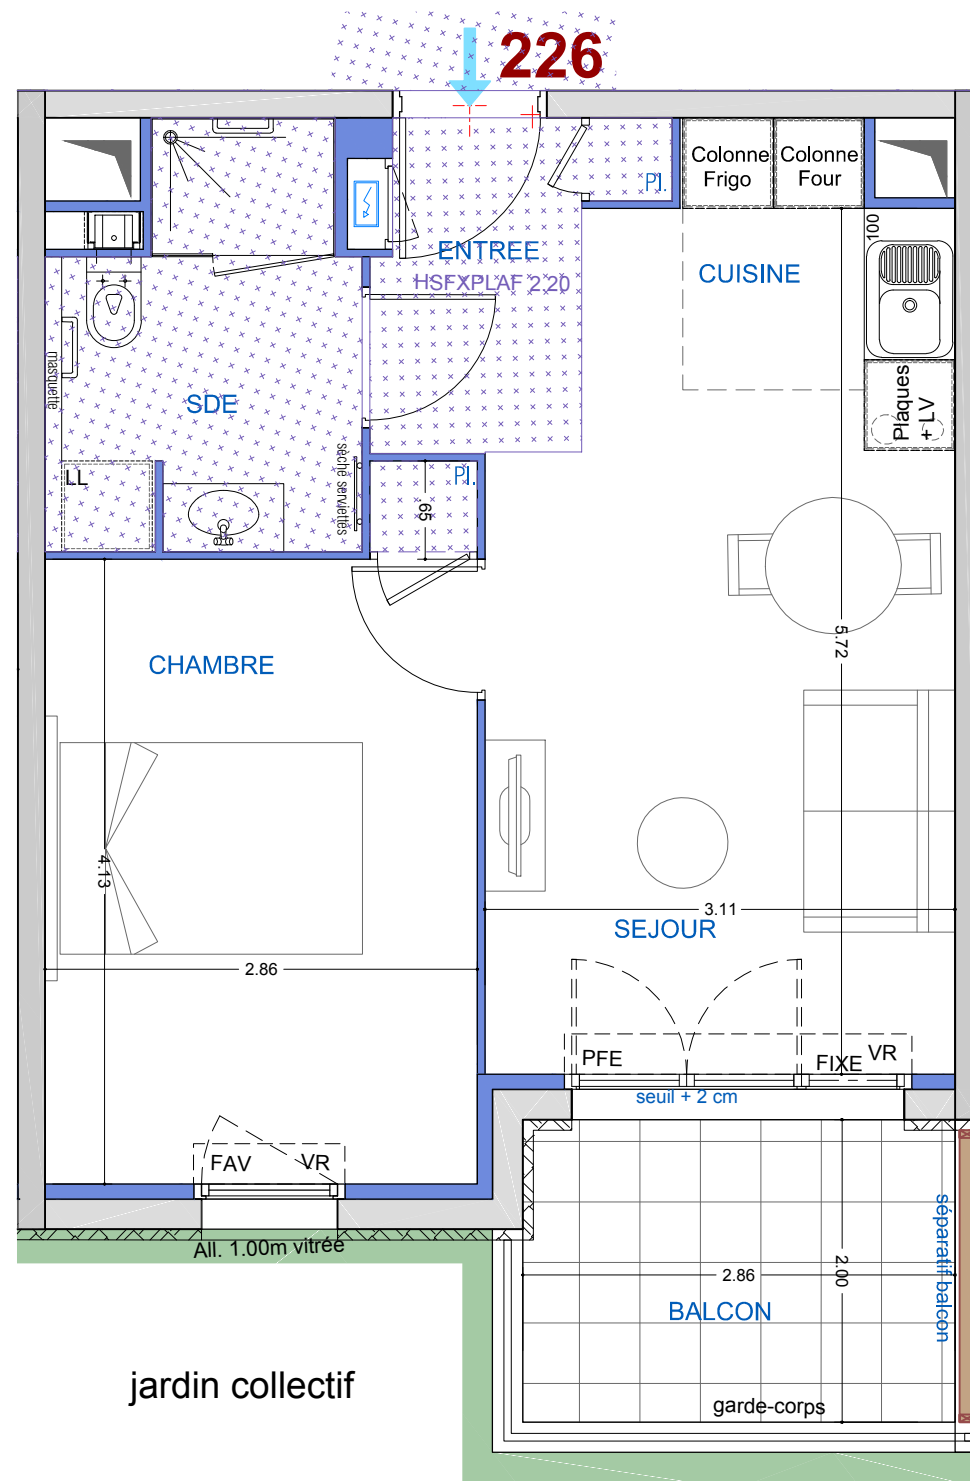 226
Colonne
Frigo
Colonne
Four
Pl.
ENTREE
HSFXPLAF 2.20
CUISINE
100
masquette
SDE
Plaques
+ LV
LL
sèche serviettes
Pl.
.65
5.72
CHAMBRE
4.13
3.11
SEJOUR
2.86
PFE
FIXE
VR
seuil + 2 cm
FAV
VR
All. 1.00m vitrée
séparatif balcon
2.86
2.00
BALCON
jardin collectif
garde-corps